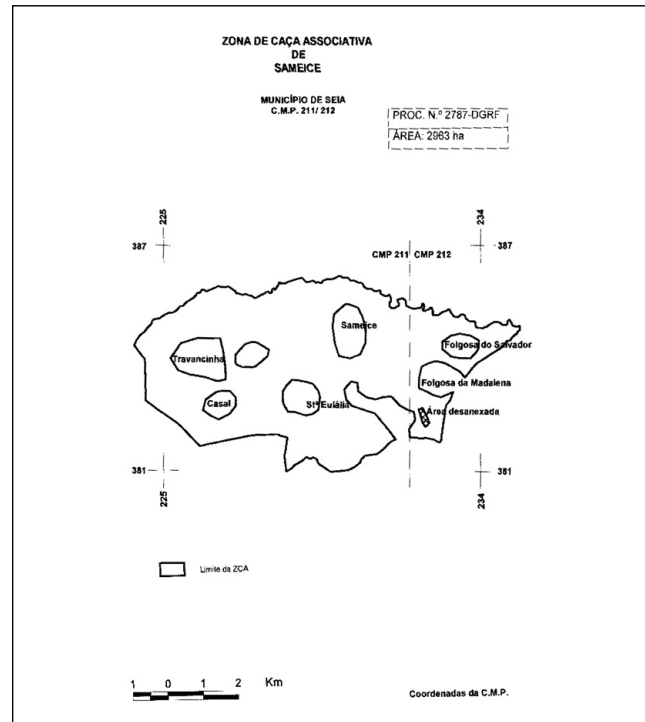 ZONA DE CAÇA ASSOCIATIVA
DE
SAMEICE
MUNICÍPIO DE SEIA
C.M.P. 211/ 212
PROC. N.º 2787-DGRF
ÁREA: 2963 ha
225
234
387
387
CMP 211
CMP 212
Sameice
Folgosa do Salvador
Travancinha
Folgosa da Madalena
Casal
Stª Eulália
Área desanexada
381
381
225
234
Limite da ZCA
1 0 1 2 Km
Coordenadas da C.M.P.